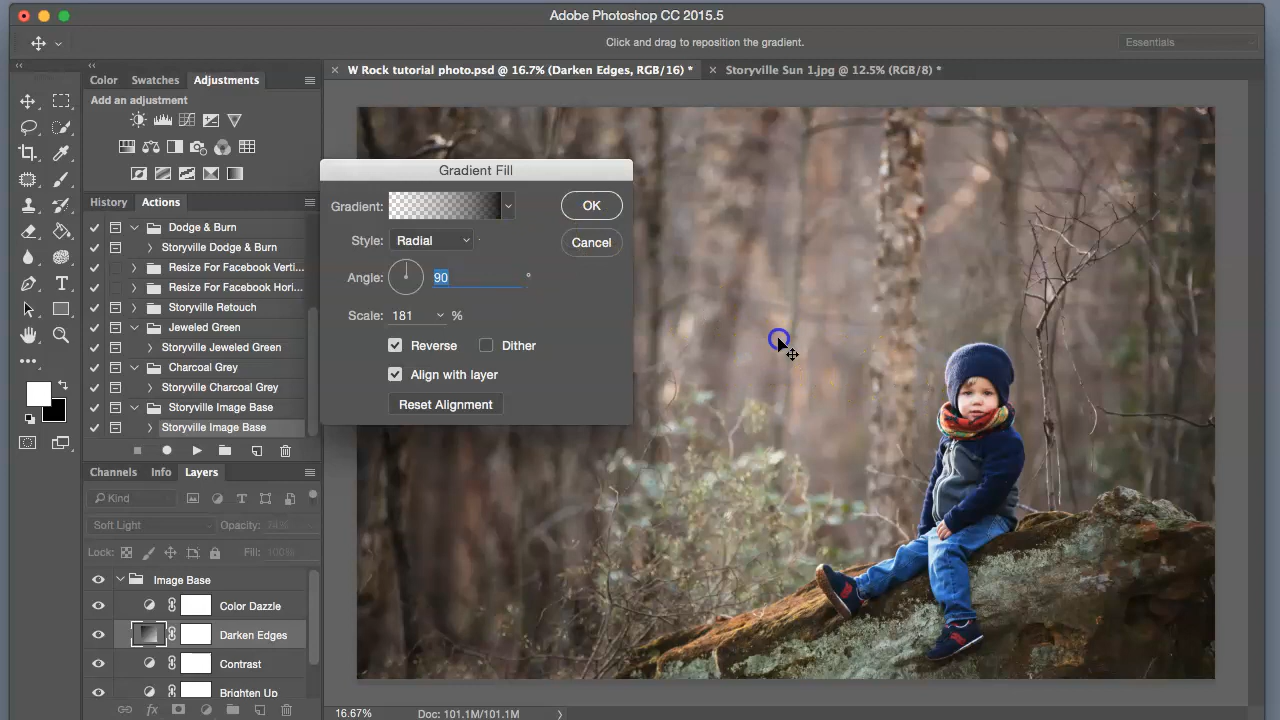 Adobe Photoshop CC 2015.5
Click and drag to reposition the gradient.
Essentials
Color Swatches Adjustments
W Rock tutorial photo.psd @ 16.7% (Darken Edges, RGB/16) *
Storyville Sun 1.jpg @ 12.5% (RGB/8) *
Add an adjustment
History Actions
Dodge & Burn
Storyville Dodge & Burn
Resize For Facebook Verti...
Resize For Facebook Hori...
Storyville Retouch
Jeweled Green
Storyville Jeweled Green
Charcoal Grey
Storyville Charcoal Grey
Storyville Image Base
Storyville Image Base
Gradient Fill
Gradient:
OK
Style: Radial
Cancel
Angle: 90 °
Scale: 181 %
Reverse Dither
Align with layer
Reset Alignment
Channels Info Layers
Kind
Soft Light Opacity: 24%
Lock: Fill: 100%
Image Base
Color Dazzle
Darken Edges
Contrast
Brighten Up
16.67% Doc: 101.1M/101.1M